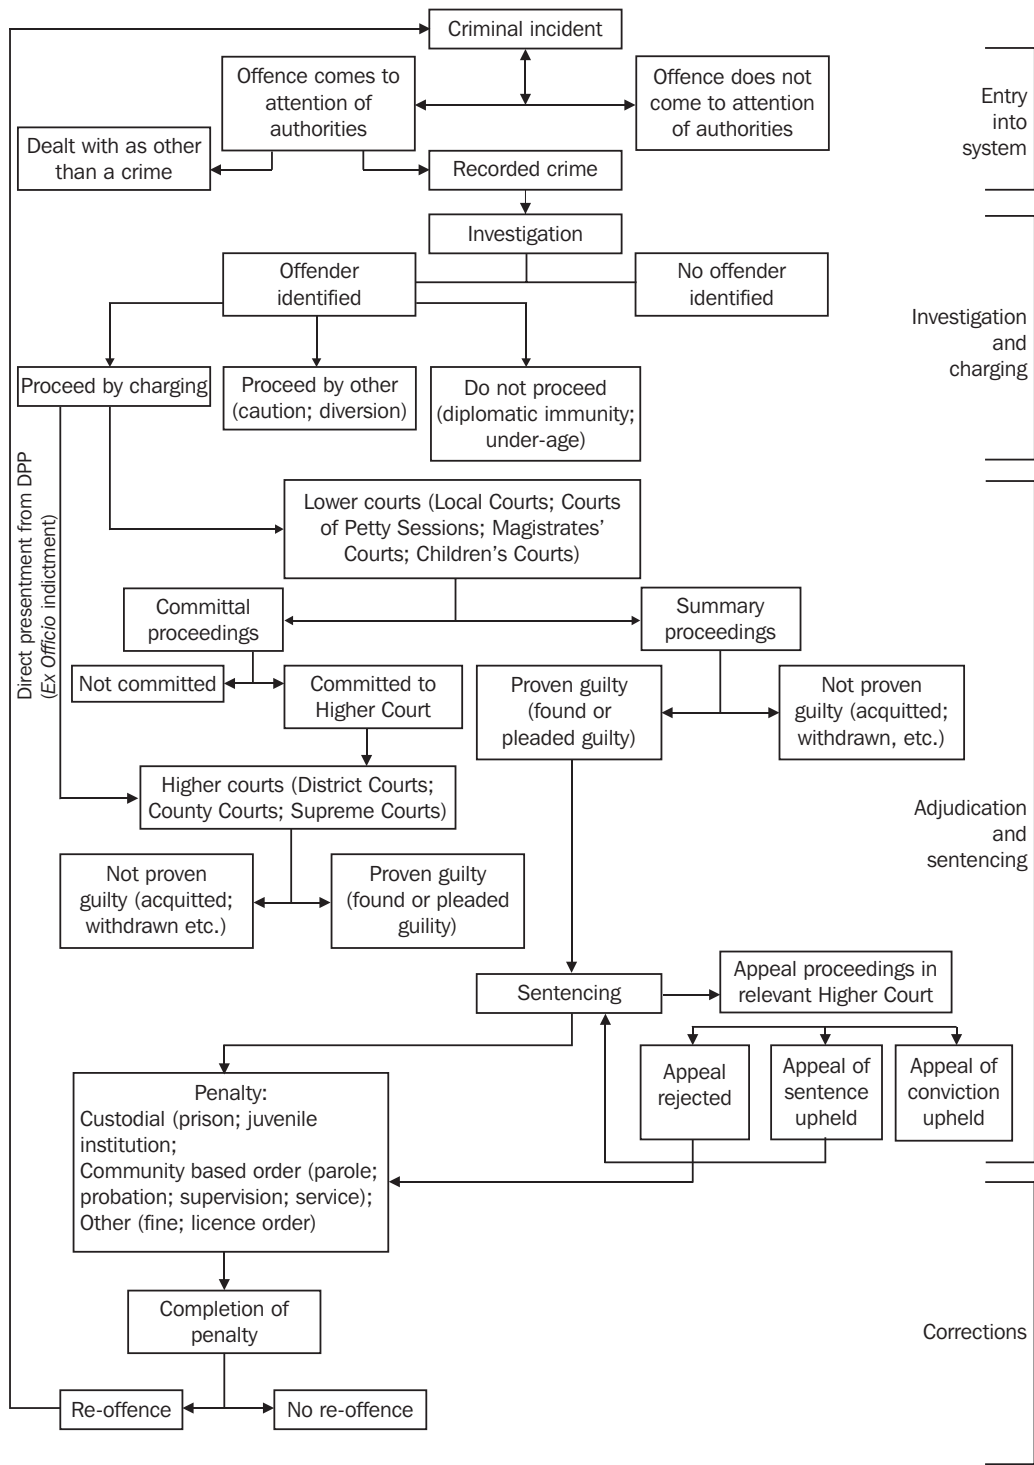 Criminal incident
Offence comes to
attention of
authorities
Offence does not
come to attention
of authorities
Entry
into
system
Dealt with as other
than a crime
Recorded crime
Investigation
Offender
identified
No offender
identified
Investigation
and
charging
Proceed by charging
Proceed by other
(caution; diversion)
Do not proceed
(diplomatic immunity;
under-age)
Direct presentment from DPP
(Ex Officio indictment)
Lower courts (Local Courts; Courts
of Petty Sessions; Magistrates'
Courts; Children's Courts)
Committal
proceedings
Summary
proceedings
Not committed
Committed to
Higher Court
Proven guilty
(found or
pleaded guilty)
Not proven
guilty (acquitted;
withdrawn, etc.)
Higher courts (District Courts;
County Courts; Supreme Courts)
Adjudication
and
sentencing
Not proven
guilty (acquitted;
withdrawn etc.)
Proven guilty
(found or pleaded
guility)
Sentencing
Appeal proceedings in
relevant Higher Court
Appeal
rejected
Appeal of
sentence
upheld
Appeal of
conviction
upheld
Penalty:
Custodial (prison; juvenile
institution;
Community based order (parole;
probation; supervision; service);
Other (fine; licence order)
Completion of
penalty
Corrections
Re-offence
No re-offence